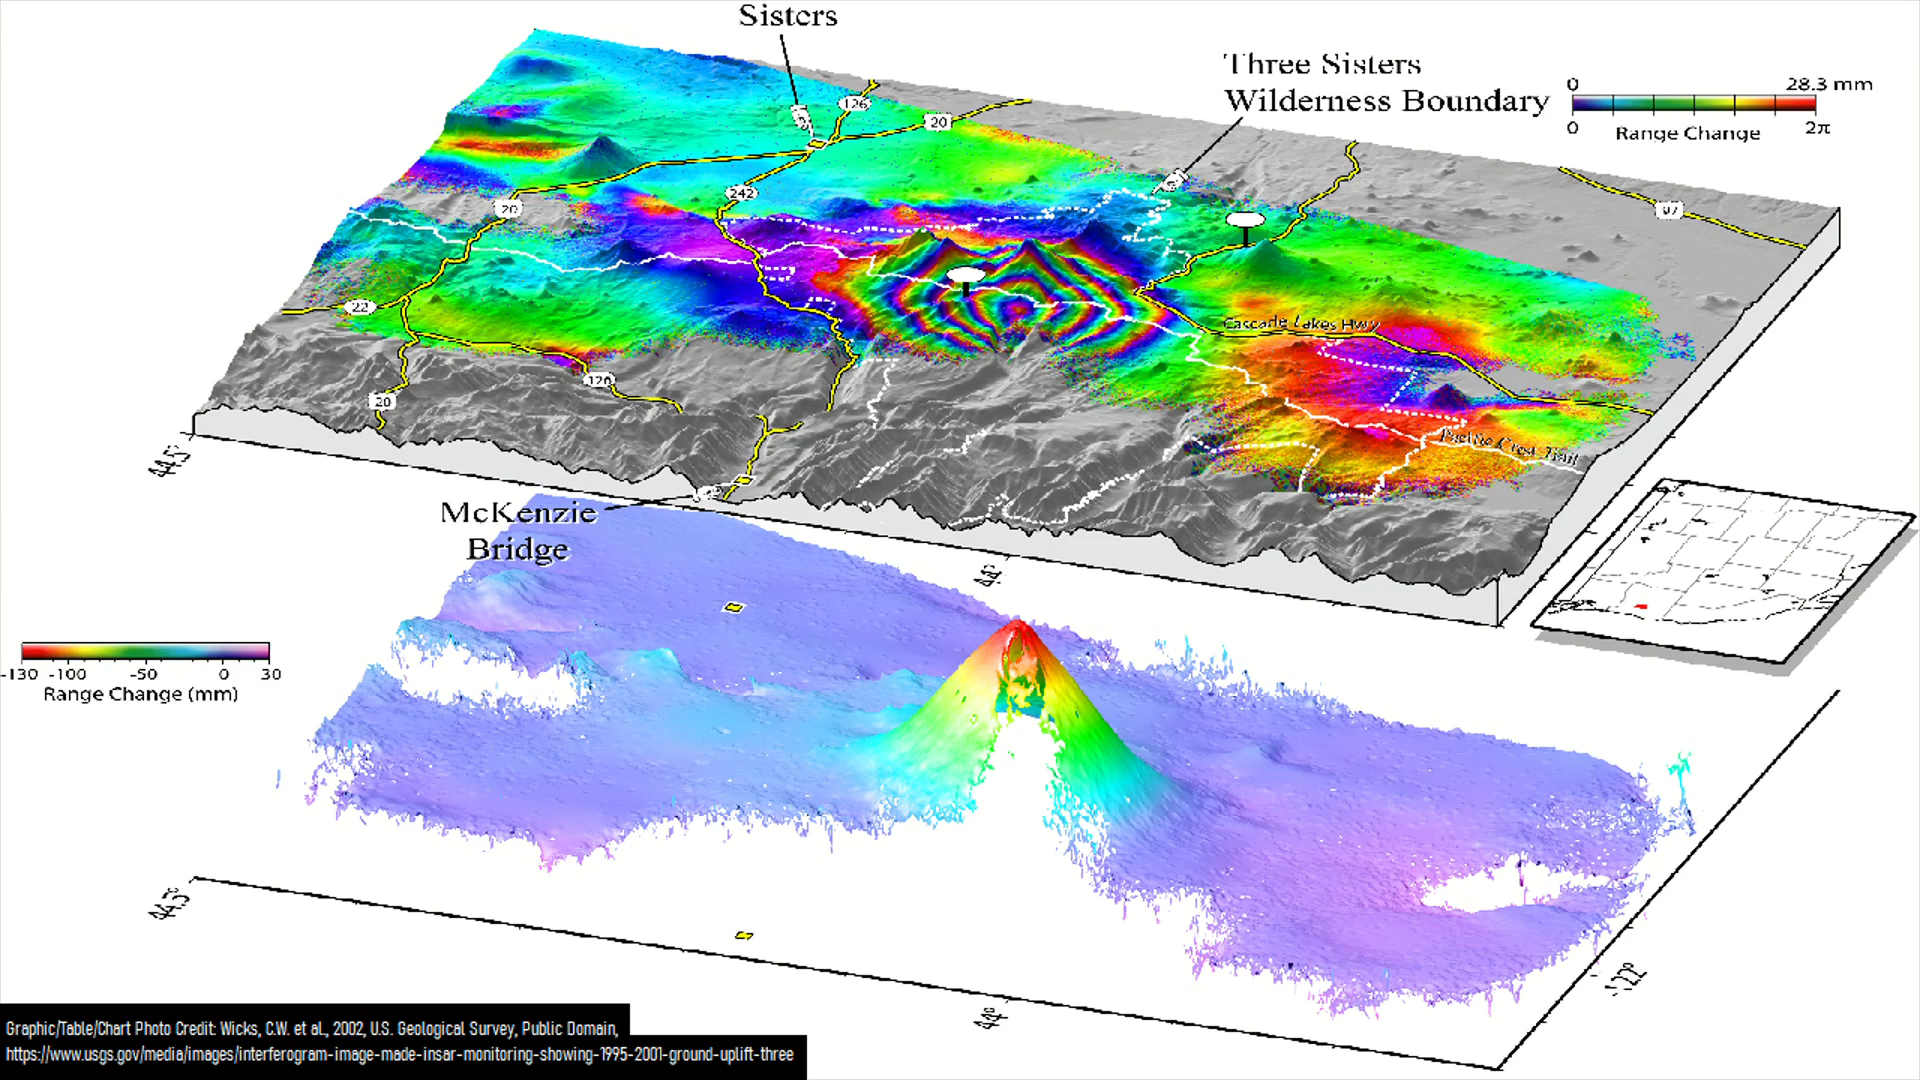 Sisters
Three Sisters
Wilderness Boundary
0
28.3 mm
0
Range Change
2π
126
20
242
20
97
22
Cascade Lakes Hwy
126
20
Pacific Crest Trail
44.5°
McKenzie
Bridge
44°
-130 -100 -50 0 30
Range Change (mm)
44.5°
44°
-122°
Graphic/Table/Chart Photo Credit: Wicks, C.W. et al., 2002, U.S. Geological Survey, Public Domain,
https://www.usgs.gov/media/images/interferogram-image-made-insar-monitoring-showing-1995-2001-ground-uplift-three